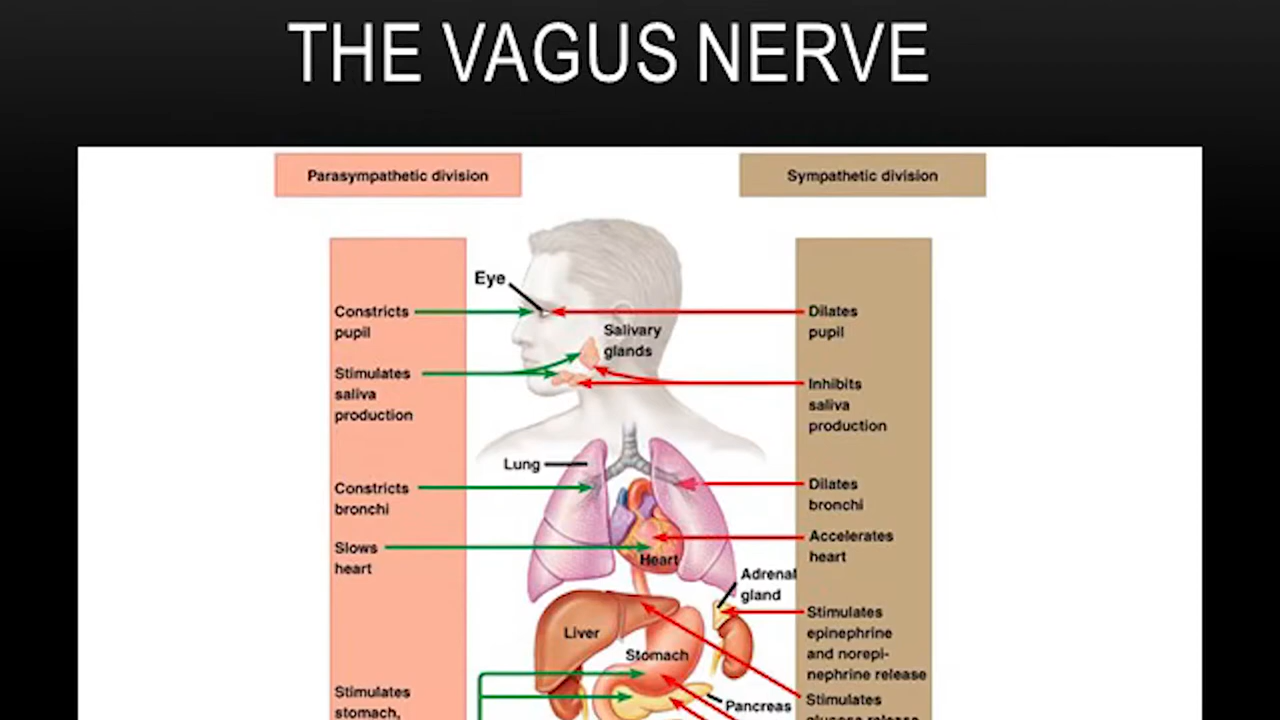 THE VAGUS NERVE
Parasympathetic division
Sympathetic division
Eye
Constricts
pupil
Dilates
pupil
Salivary
glands
Stimulates
saliva
production
Inhibits
saliva
production
Lung
Constricts
bronchi
Dilates
bronchi
Slows
heart
Accelerates
heart
Heart
Adrenal
gland
Stimulates
epinephrine
and norepi-
nephrine release
Liver
Stomach
Stimulates
stomach,
Pancreas
Stimulates
glucose release